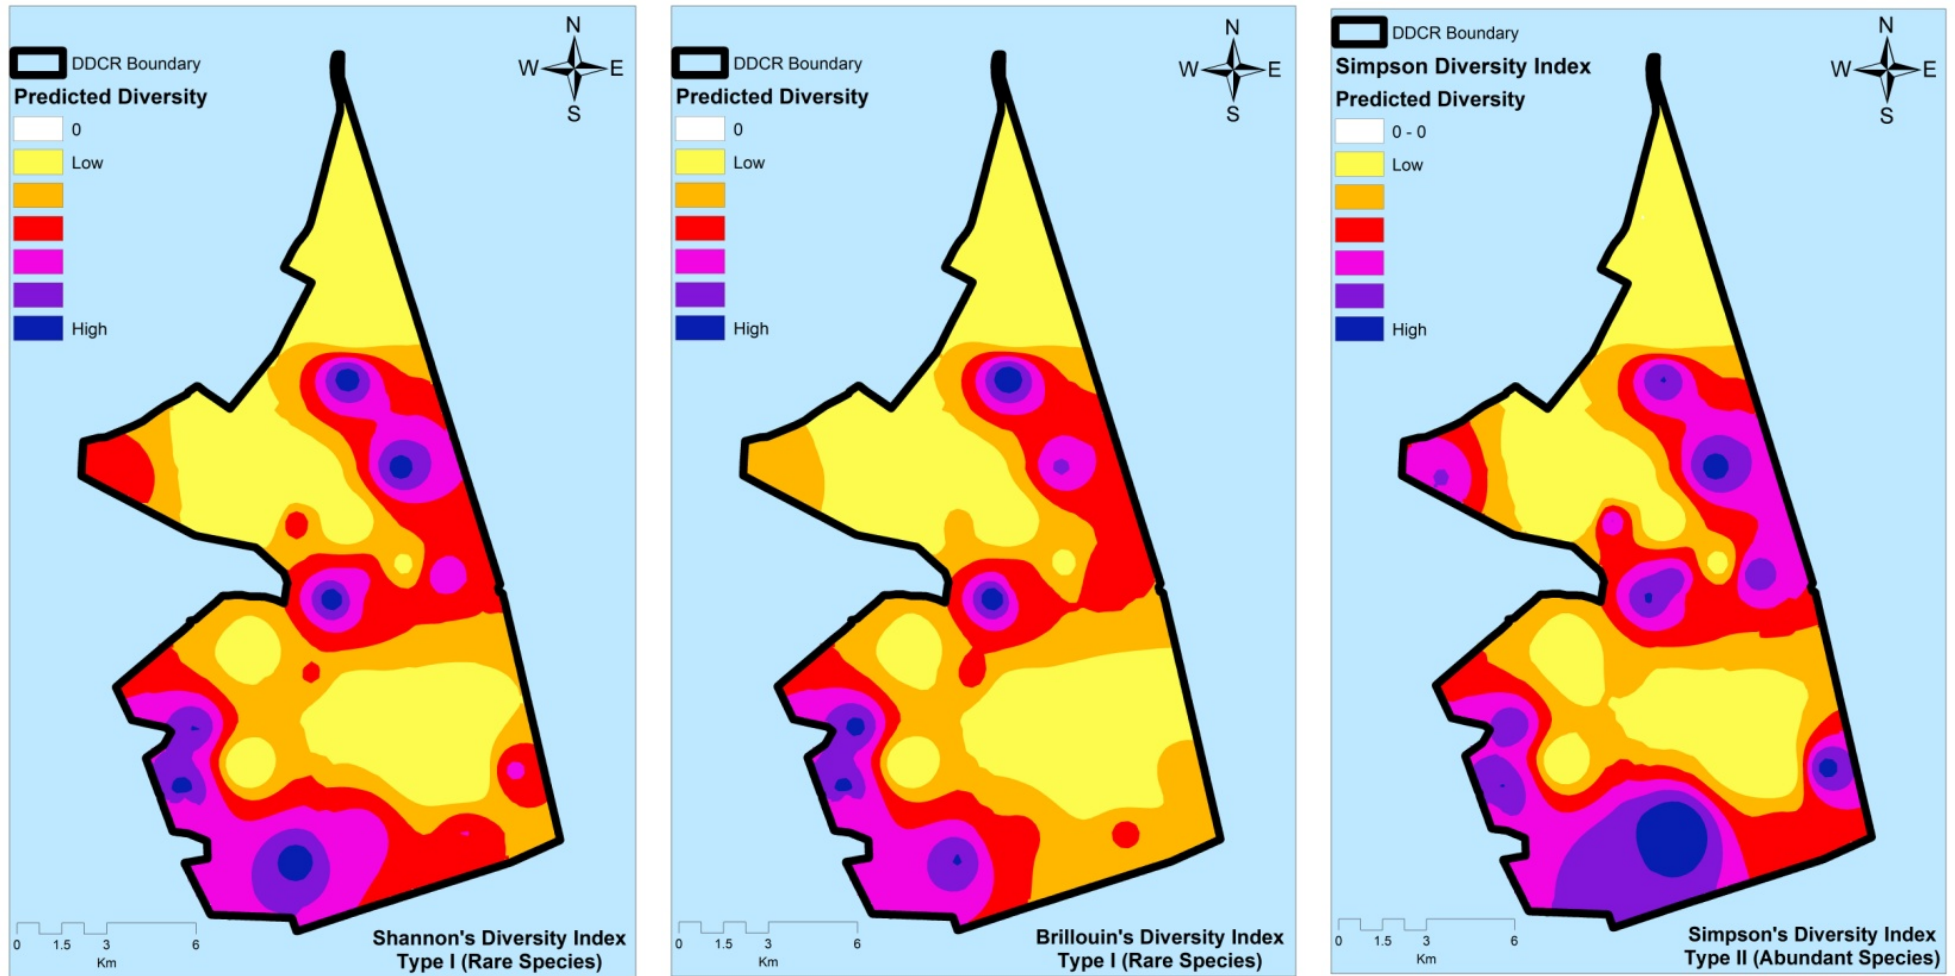 DDCR Boundary
Predicted Diversity
0
Low
High
N
W
E
S
0
1.5
3
6
Km
Shannon's Diversity Index
Type I (Rare Species)
DDCR Boundary
Predicted Diversity
0
Low
High
N
W
E
S
0
1.5
3
6
Km
Brillouin's Diversity Index
Type I (Rare Species)
DDCR Boundary
Simpson Diversity Index
Predicted Diversity
0 - 0
Low
High
N
W
E
S
0
1.5
3
6
Km
Simpson's Diversity Index
Type II (Abundant Species)